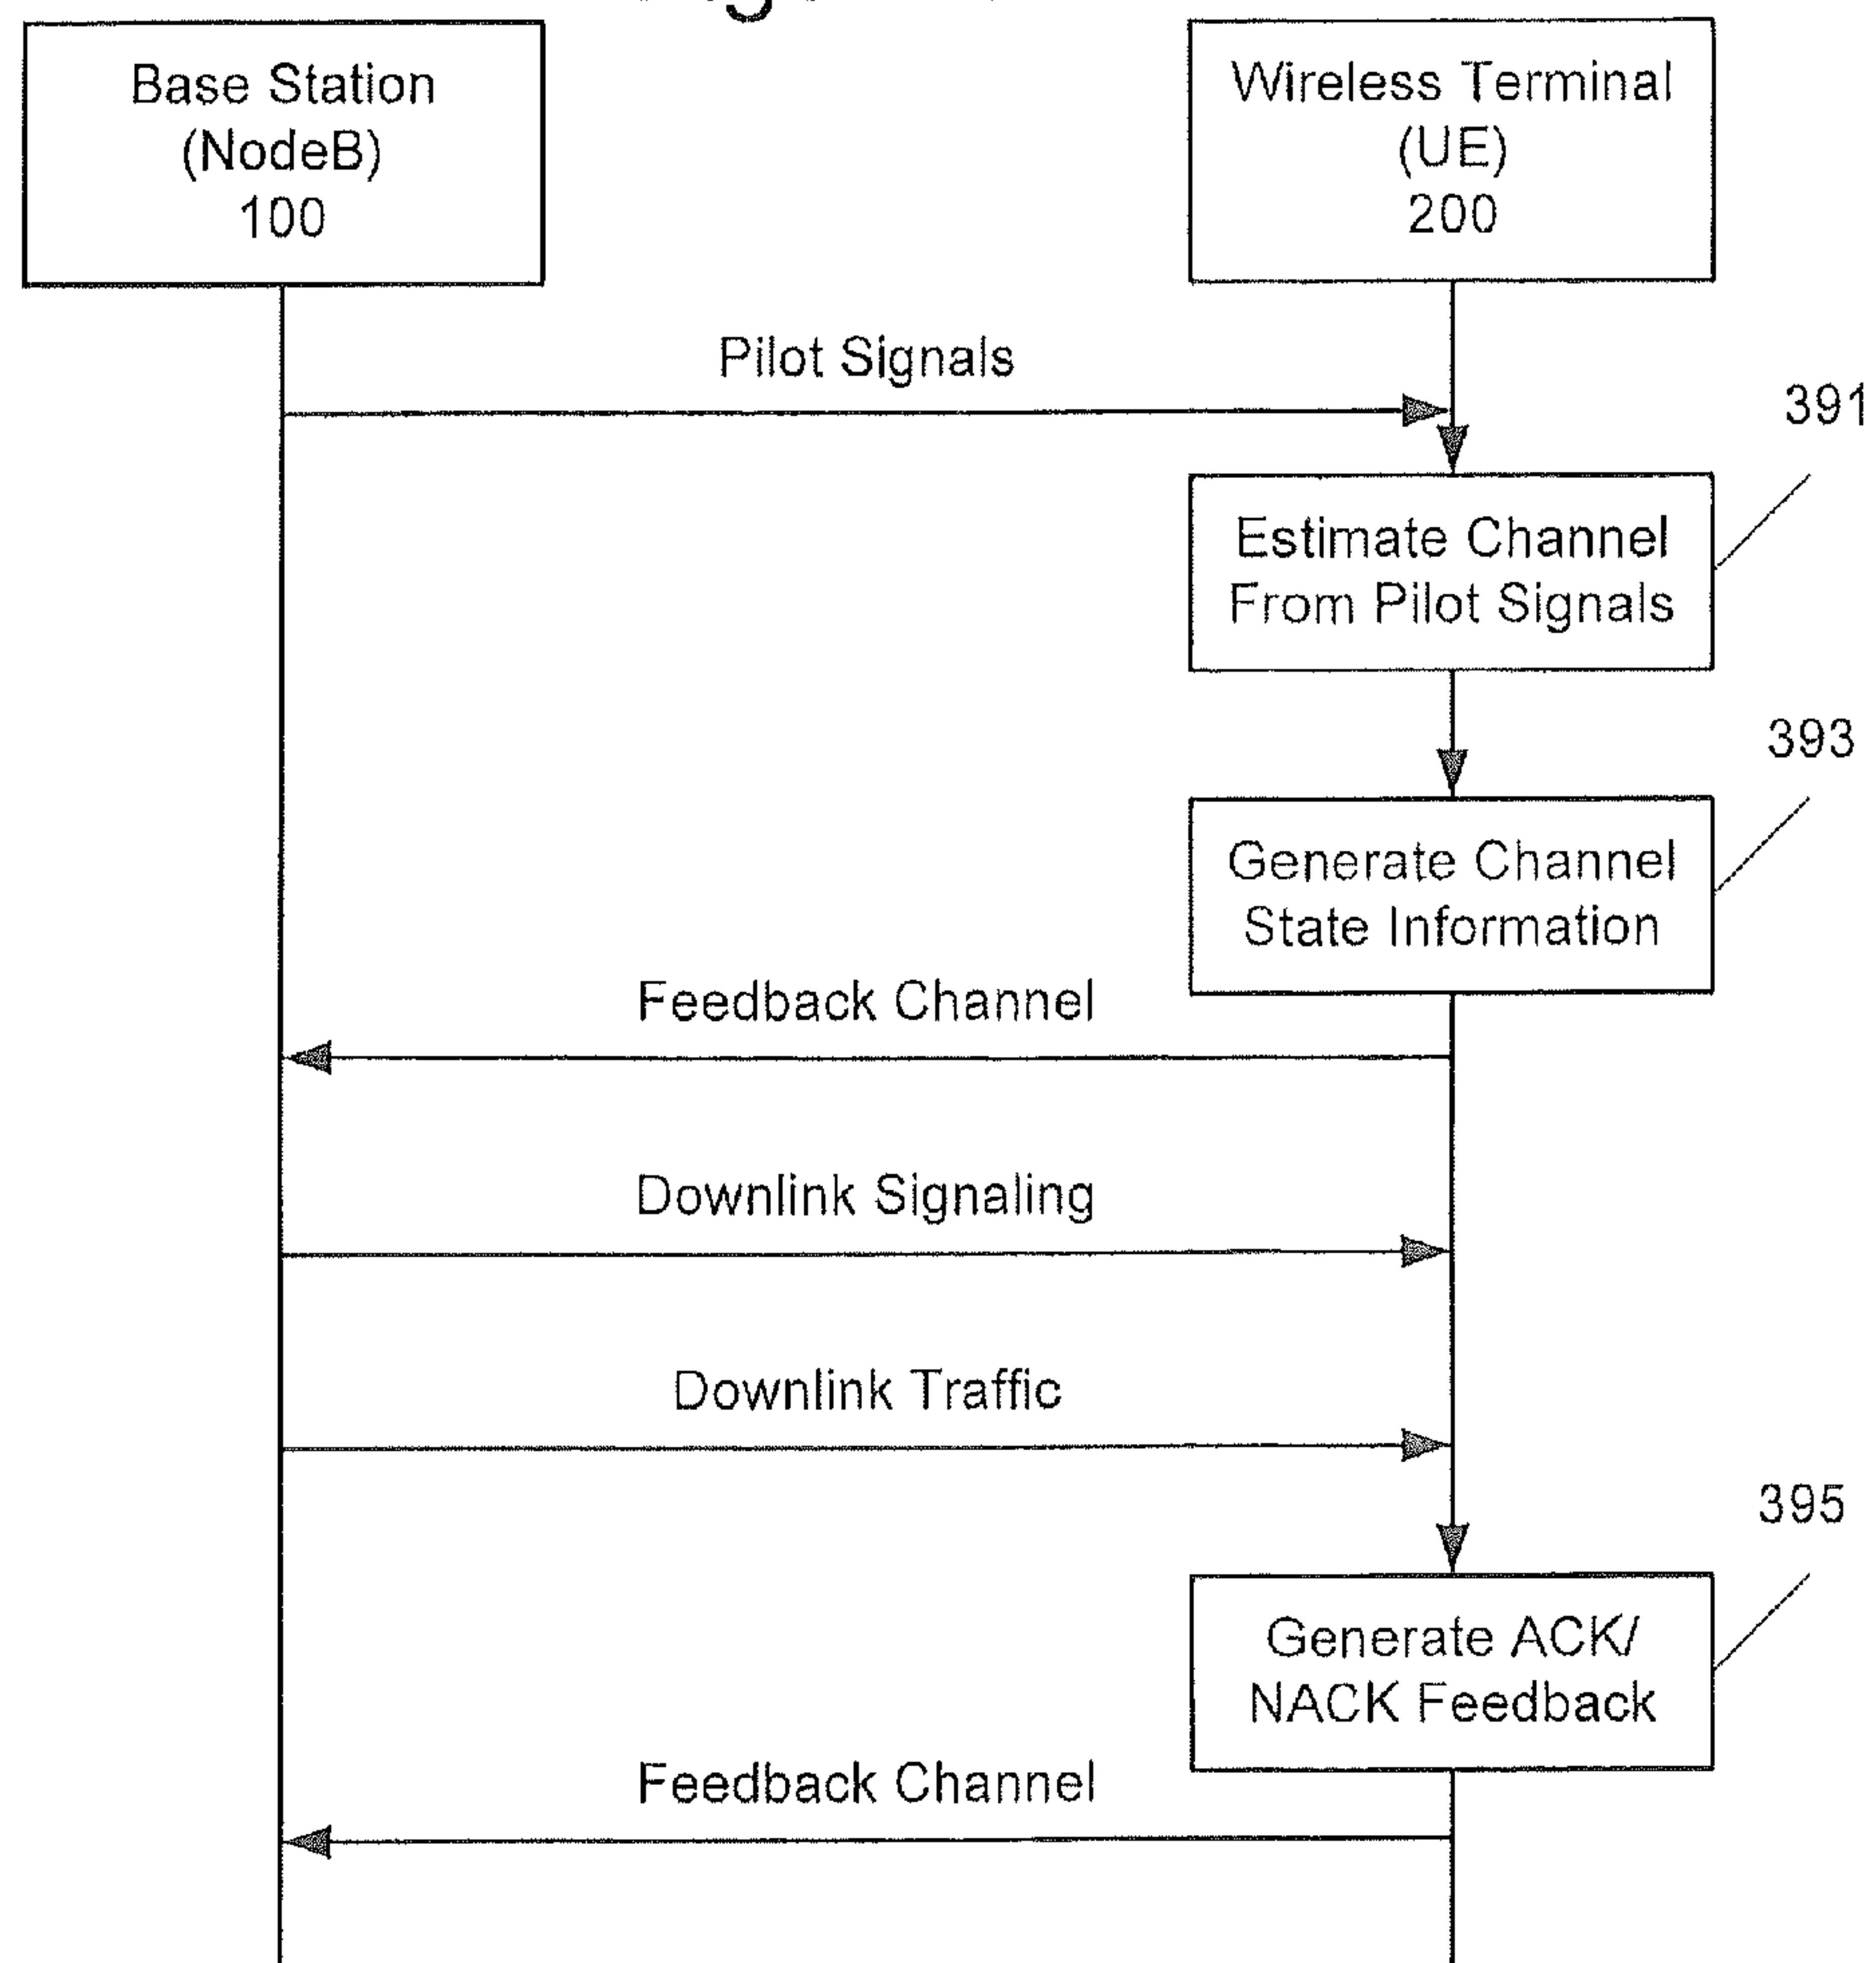 Base Station
(NodeB)
100
Wireless Terminal
(UE)
200
Pilot Signals
391
Estimate Channel
From Pilot Signals
393
Generate Channel
State Information
Feedback Channel
Downlink Signaling
Downlink Traffic
395
Generate ACK/
NACK Feedback
Feedback Channel